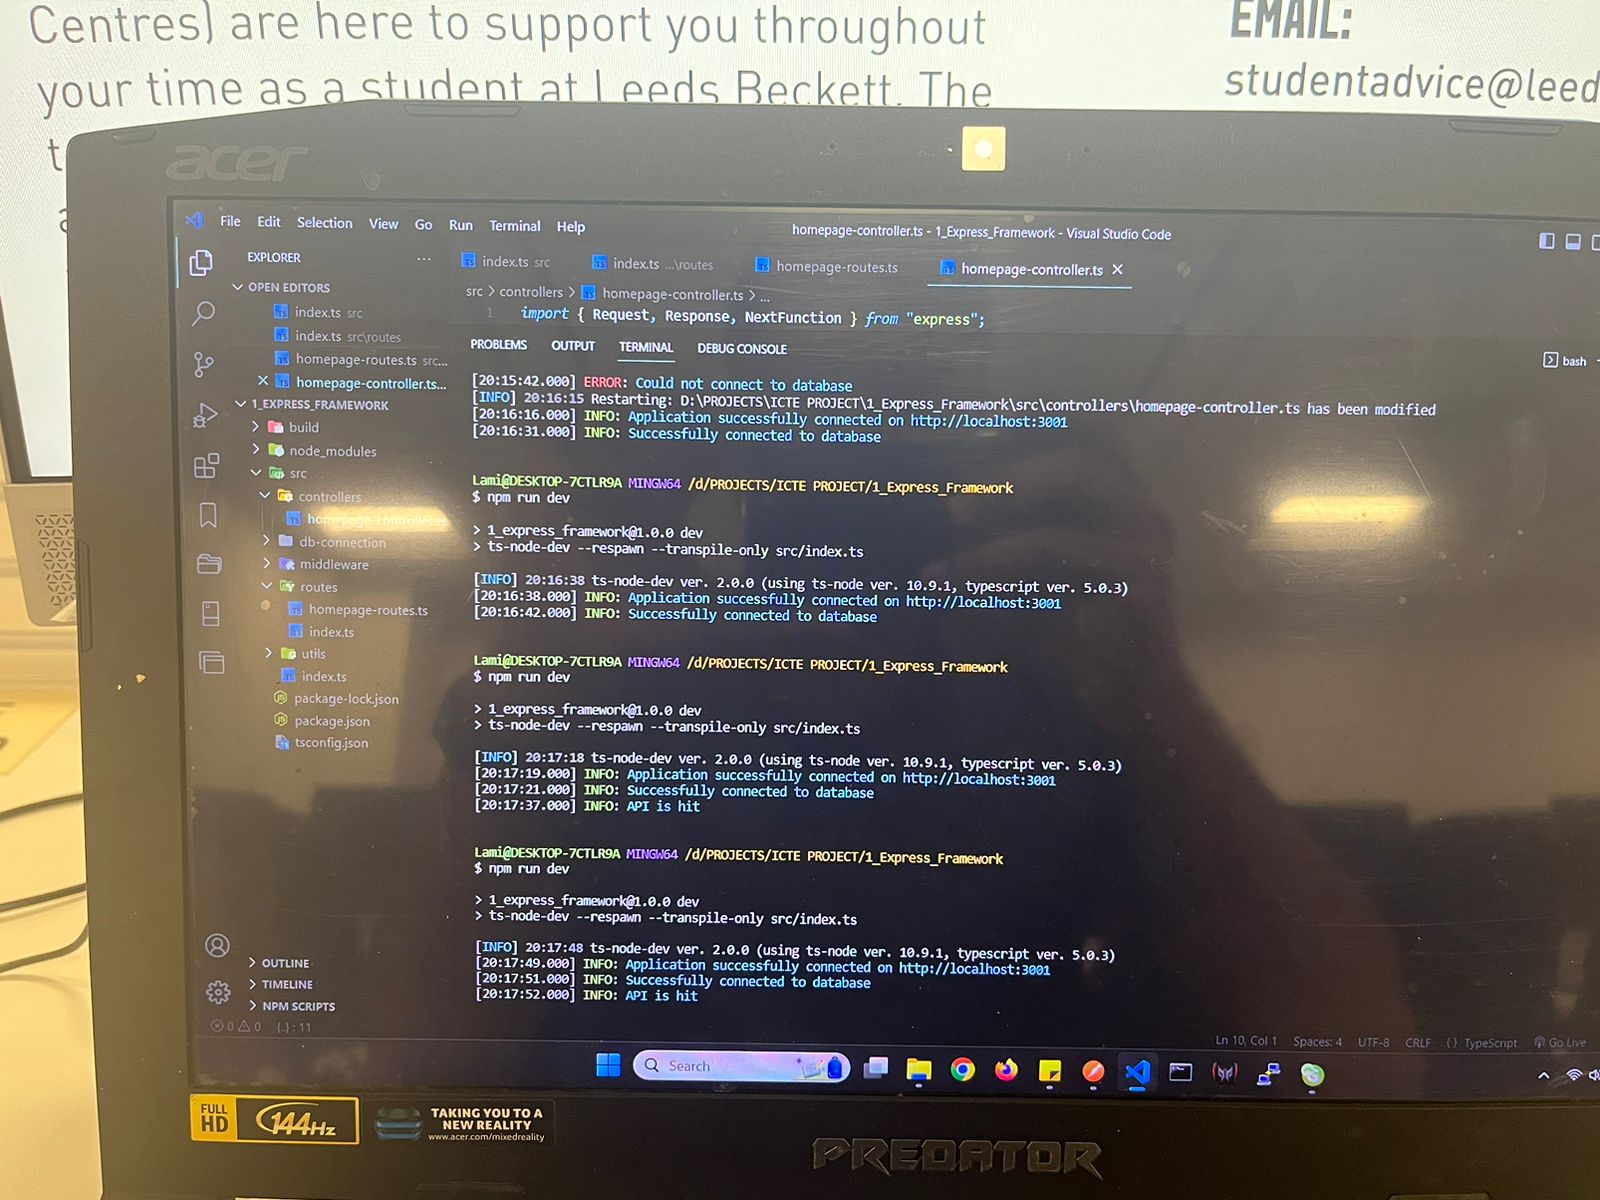 Centres) are here to support you throughout
your time as a student at Leeds Beckett. The
EMAIL:
studentadvice@leed
acer
File Edit Selection View Go Run Terminal Help
homepage-controller.ts - 1_Express_Framework - Visual Studio Code
EXPLORER
OPEN EDITORS
index.ts src
index.ts src\routes
homepage-routes.ts src...
homepage-controller.ts...
1_EXPRESS_FRAMEWORK
build
node_modules
src
controllers
homepage-controller.ts
db-connection
middleware
routes
homepage-routes.ts
index.ts
utils
index.ts
package-lock.json
package.json
tsconfig.json
OUTLINE
TIMELINE
NPM SCRIPTS
0 0 {..} : 11
index.ts src index.ts ...\routes homepage-routes.ts homepage-controller.ts
src > controllers > homepage-controller.ts > ...
1 import { Request, Response, NextFunction } from "express";
PROBLEMS OUTPUT TERMINAL DEBUG CONSOLE
bash
[20:15:42.000] ERROR: Could not connect to database
[INFO] 20:16:15 Restarting: D:\PROJECTS\ICTE PROJECT\1_Express_Framework\src\controllers\homepage-controller.ts has been modified
[20:16:16.000] INFO: Application successfully connected on http://localhost:3001
[20:16:31.000] INFO: Successfully connected to database
Lami@DESKTOP-7CTLR9A MINGW64 /d/PROJECTS/ICTE PROJECT/1_Express_Framework
$ npm run dev
> 1_express_framework@1.0.0 dev
> ts-node-dev --respawn --transpile-only src/index.ts
[INFO] 20:16:38 ts-node-dev ver. 2.0.0 (using ts-node ver. 10.9.1, typescript ver. 5.0.3)
[20:16:38.000] INFO: Application successfully connected on http://localhost:3001
[20:16:42.000] INFO: Successfully connected to database
Lami@DESKTOP-7CTLR9A MINGW64 /d/PROJECTS/ICTE PROJECT/1_Express_Framework
$ npm run dev
> 1_express_framework@1.0.0 dev
> ts-node-dev --respawn --transpile-only src/index.ts
[INFO] 20:17:18 ts-node-dev ver. 2.0.0 (using ts-node ver. 10.9.1, typescript ver. 5.0.3)
[20:17:19.000] INFO: Application successfully connected on http://localhost:3001
[20:17:21.000] INFO: Successfully connected to database
[20:17:37.000] INFO: API is hit
Lami@DESKTOP-7CTLR9A MINGW64 /d/PROJECTS/ICTE PROJECT/1_Express_Framework
$ npm run dev
> 1_express_framework@1.0.0 dev
> ts-node-dev --respawn --transpile-only src/index.ts
[INFO] 20:17:48 ts-node-dev ver. 2.0.0 (using ts-node ver. 10.9.1, typescript ver. 5.0.3)
[20:17:49.000] INFO: Application successfully connected on http://localhost:3001
[20:17:51.000] INFO: Successfully connected to database
[20:17:52.000] INFO: API is hit
Ln 10, Col 1 Spaces: 4 UTF-8 CRLF { } TypeScript Go Live
Search
FULL HD 144Hz
TAKING YOU TO A
NEW REALITY
www.acer.com/mixedreality
PREDATOR